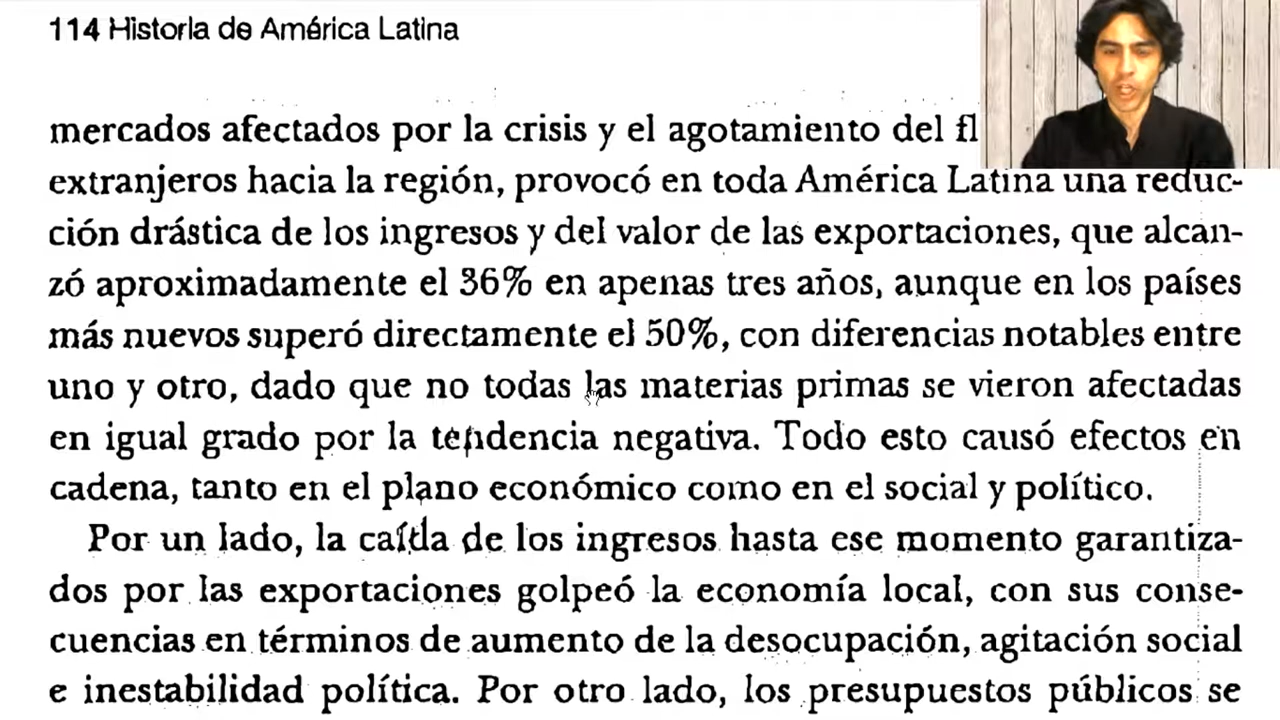 114 Historia de América Latina
mercados afectados por la crisis y el agotamiento del
extranjeros hacia la región, provocó en toda América Latina una reduc-
ción drástica de los ingresos y del valor de las exportaciones, que alcan-
zó aproximadamente el 36% en apenas tres años, aunque en los países
más nuevos superó directamente el 50%, con diferencias notables entre
uno y otro, dado que no todas las materias primas se vieron afectadas
en igual grado por la tendencia negativa. Todo esto causó efectos en
cadena, tanto en el plano económico como en el social y político.
Por un lado, la caída de los ingresos hasta ese momento garantiza-
dos por las exportaciones golpeó la economía local, con sus conse-
cuencias en términos de aumento de la desocupación, agitación social
e inestabilidad política. Por otro lado, los presupuestos públicos se